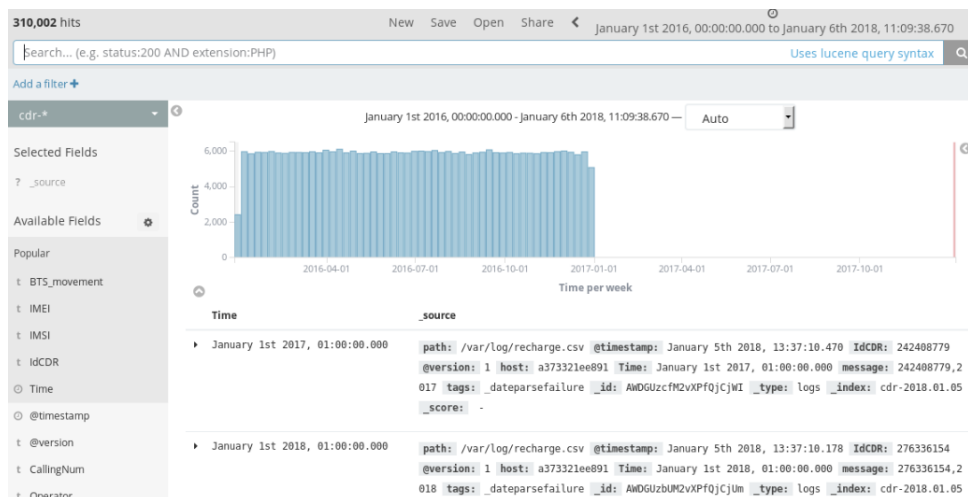 310,002 hits New Save Open Share January 1st 2016, 00:00:00.000 to January 6th 2018, 11:09:38.670
Search... (e.g. status:200 AND extension:PHP) Uses lucene query syntax
Add a filter +
cdr-*
January 1st 2016, 00:00:00.000 - January 6th 2018, 11:09:38.670 — Auto
Selected Fields
? _source
Available Fields
Popular
t BTS_movement
t IMEI
t IMSI
t IdCDR
Time
@timestamp
t @version
t CallingNum
t Operator
Count
6,000
4,000
2,000
0
2016-04-01 2016-07-01 2016-10-01 2017-01-01 2017-04-01 2017-07-01 2017-10-01
Time per week
Time _source
January 1st 2017, 01:00:00.000 path: /var/log/recharge.csv @timestamp: January 5th 2018, 13:37:10.470 IdCDR: 242408779
@version: 1 host: a373321ee891 Time: January 1st 2017, 01:00:00.000 message: 242408779,2
017 tags: _dateparsefailure _id: AWDGUzcfM2vXPfQjCjWI _type: logs _index: cdr-2018.01.05
_score: -
January 1st 2018, 01:00:00.000 path: /var/log/recharge.csv @timestamp: January 5th 2018, 13:37:10.178 IdCDR: 276336154
@version: 1 host: a373321ee891 Time: January 1st 2018, 01:00:00.000 message: 276336154,2
018 tags: _dateparsefailure _id: AWDGUzbUM2vXPfQjCjUm _type: logs _index: cdr-2018.01.05